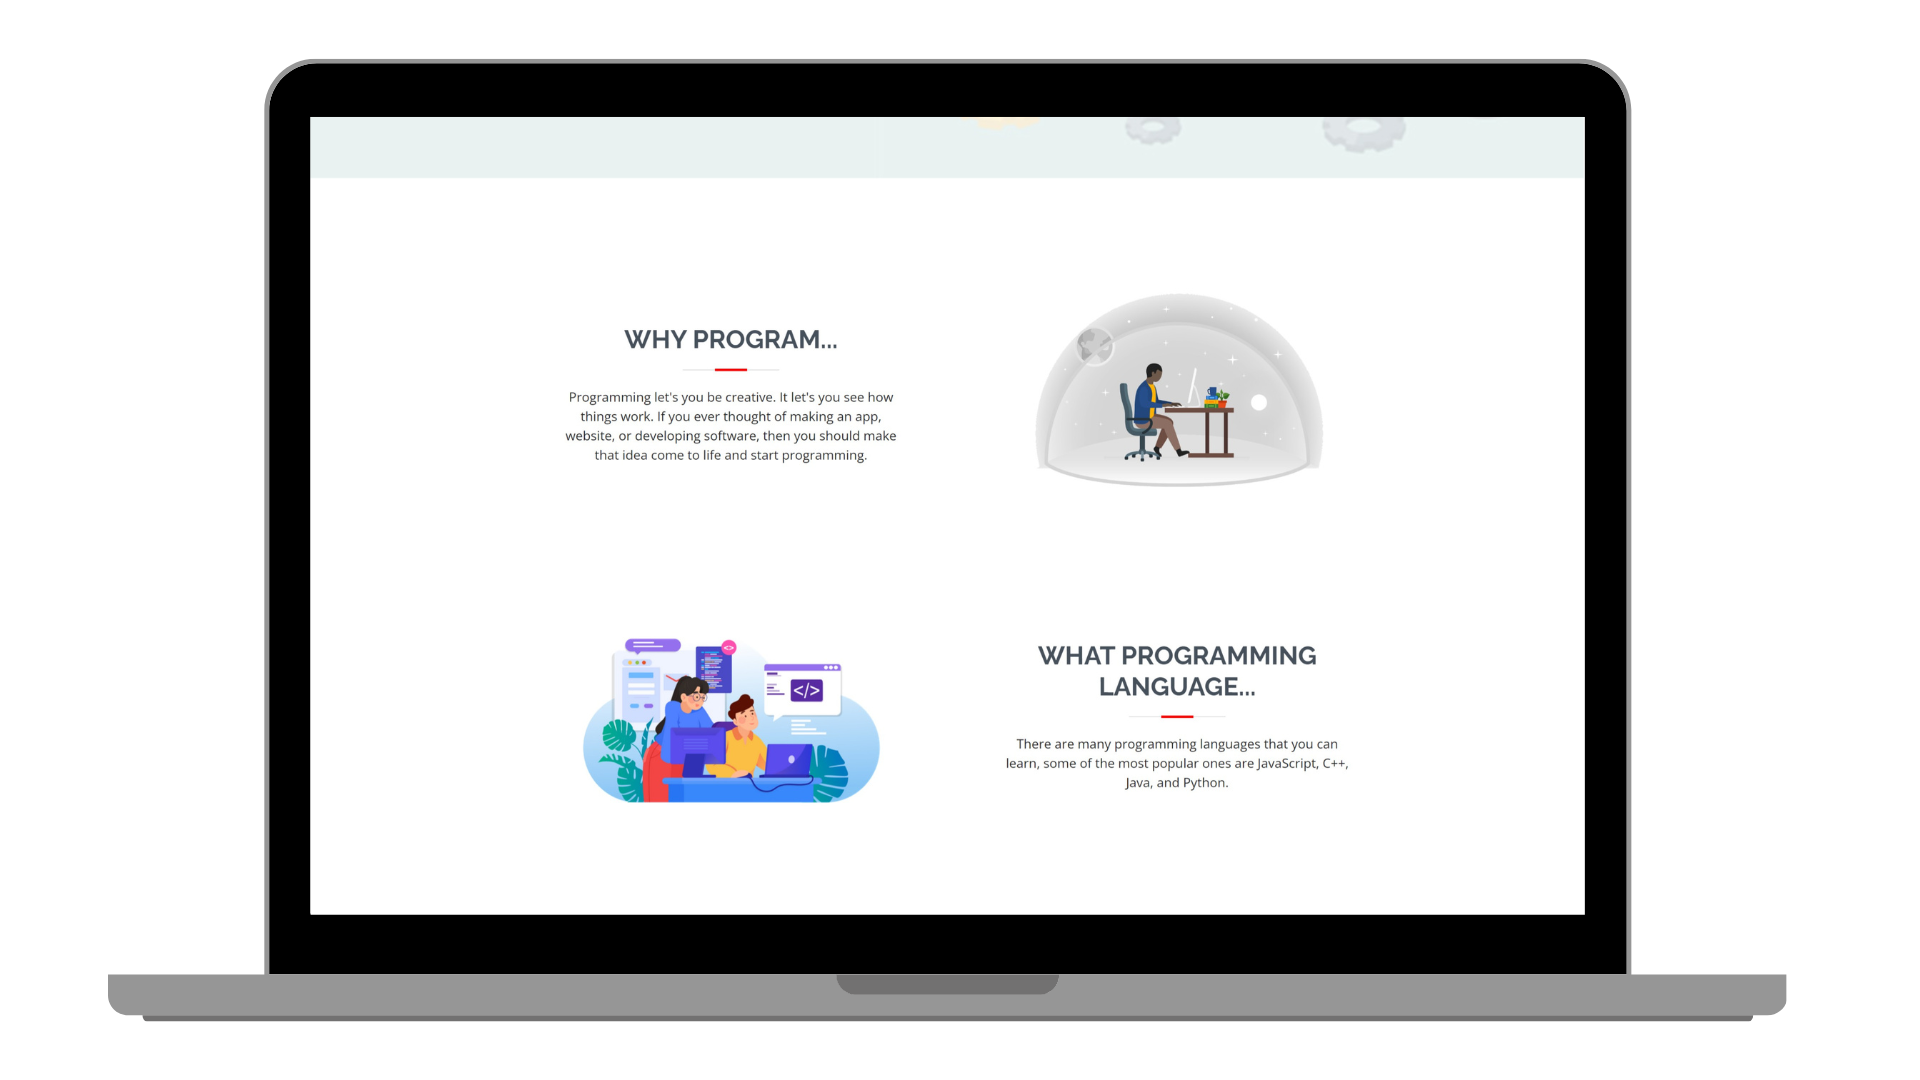 WHY PROGRAM...
Programming let's you be creative. It let's you see how
things work. If you ever thought of making an app,
website, or developing software, then you should make
that idea come to life and start programming.
</>
WHAT PROGRAMMING
LANGUAGE...
There are many programming languages that you can
learn, some of the most popular ones are JavaScript, C++,
Java, and Python.